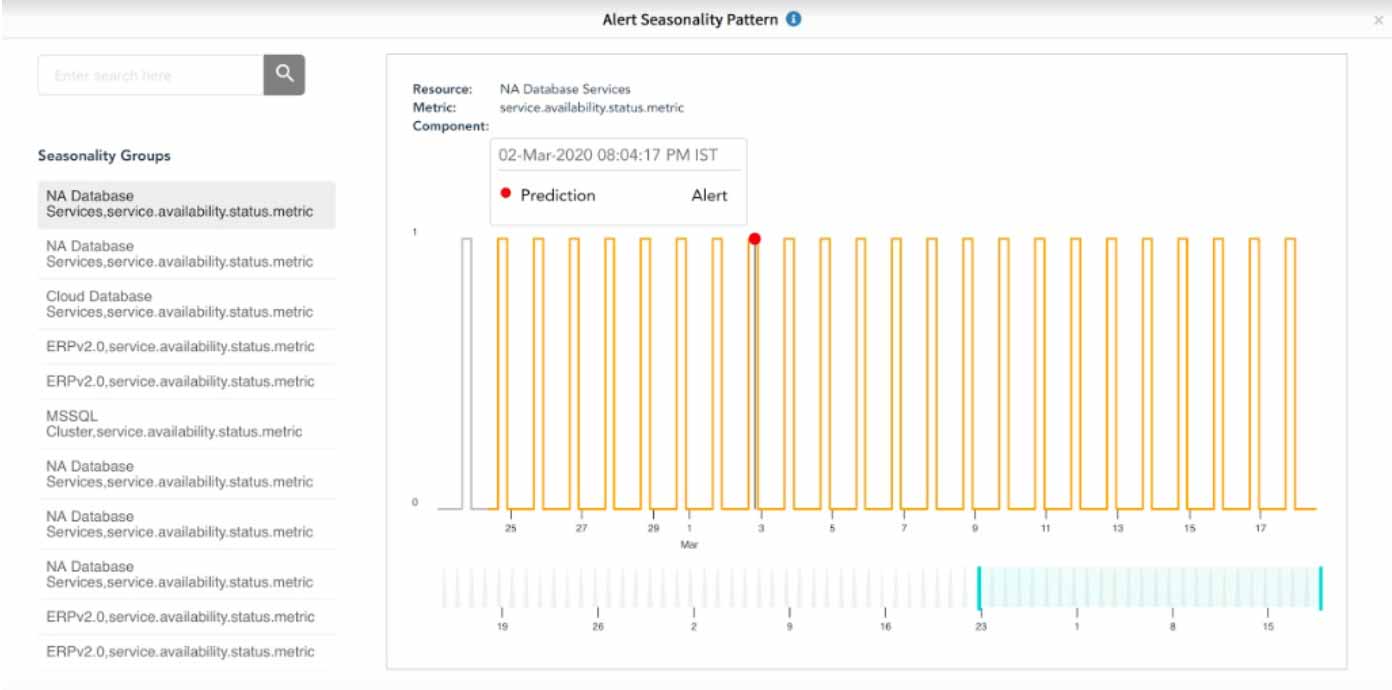 Alert Seasonality Pattern i
×
Enter search here
Seasonality Groups
NA Database
Services,service.availability.status.metric
NA Database
Services,service.availability.status.metric
Cloud Database
Services,service.availability.status.metric
ERPv2.0,service.availability.status.metric
ERPv2.0,service.availability.status.metric
MSSQL
Cluster,service.availability.status.metric
NA Database
Services,service.availability.status.metric
NA Database
Services,service.availability.status.metric
NA Database
Services,service.availability.status.metric
ERPv2.0,service.availability.status.metric
ERPv2.0,service.availability.status.metric
Resource: NA Database Services
Metric: service.availability.status.metric
Component:
02-Mar-2020 08:04:17 PM IST
Prediction Alert
1
0
25 27 29 1 3 5 7 9 11 13 15 17
Mar
19 26 2 9 16 23 1 8 15